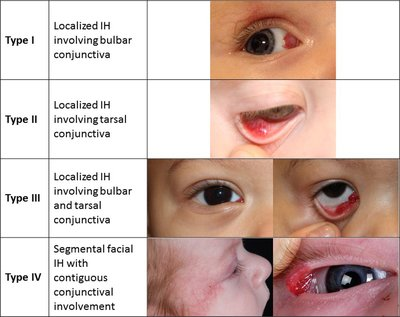 Type I
Localized IH
involving bulbar
conjunctiva
Type II
Localized IH
involving tarsal
conjunctiva
Type III
Localized IH
involving bulbar
and tarsal
conjunctiva
Type IV
Segmental facial
IH with
contiguous
conjunctival
involvement